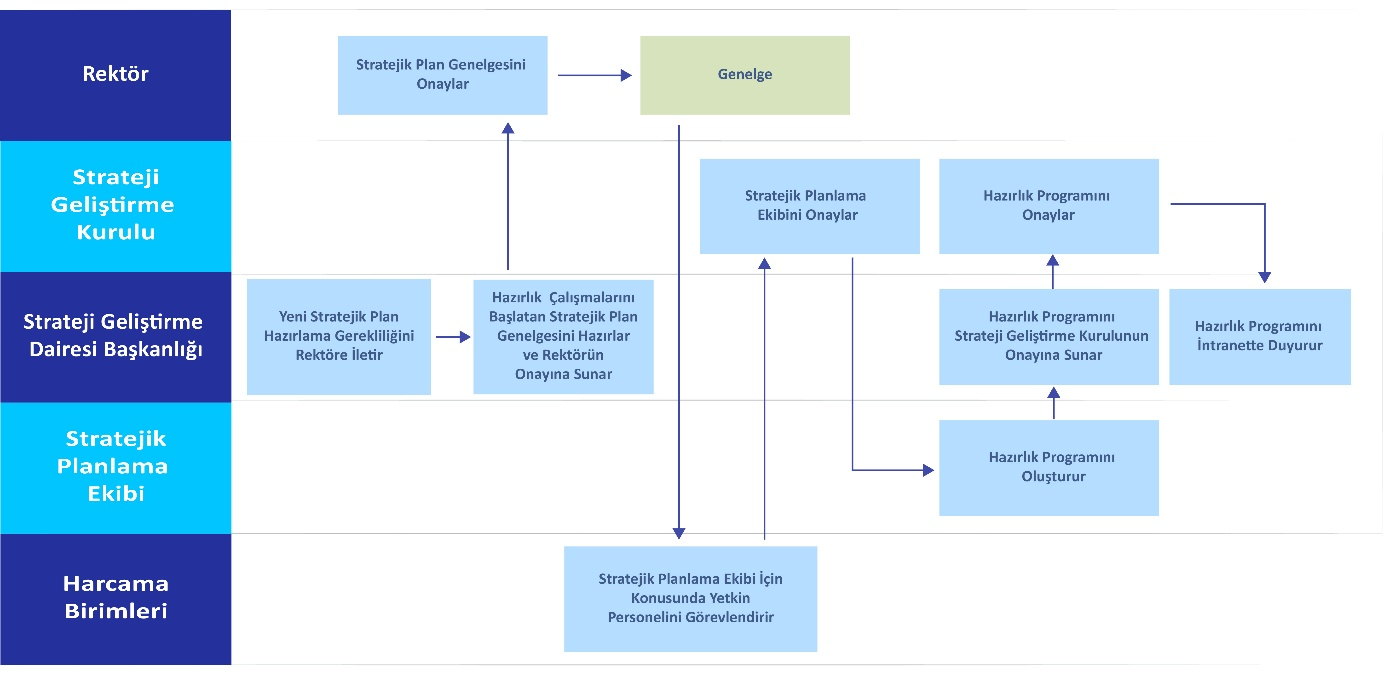 Rektör
Stratejik Plan Genelgesini
Onaylar
Genelge
Strateji
Geliştirme
Kurulu
Stratejik Planlama
Ekibini Onaylar
Hazırlık Programını
Onaylar
Strateji Geliştirme
Dairesi Başkanlığı
Yeni Stratejik Plan
Hazırlama Gerekliliğini
Rektöre İletir
Hazırlık Çalışmalarını
Başlatan Stratejik Plan
Genelgesini Hazırlar
ve Rektörün
Onayına Sunar
Hazırlık Programını
Strateji Geliştirme Kurulunun
Onayına Sunar
Hazırlık Programını
İntranette Duyurur
Stratejik
Planlama
Ekibi
Hazırlık Programını
Oluşturur
Harcama
Birimleri
Stratejik Planlama Ekibi İçin
Konusunda Yetkin
Personelini Görevlendirir